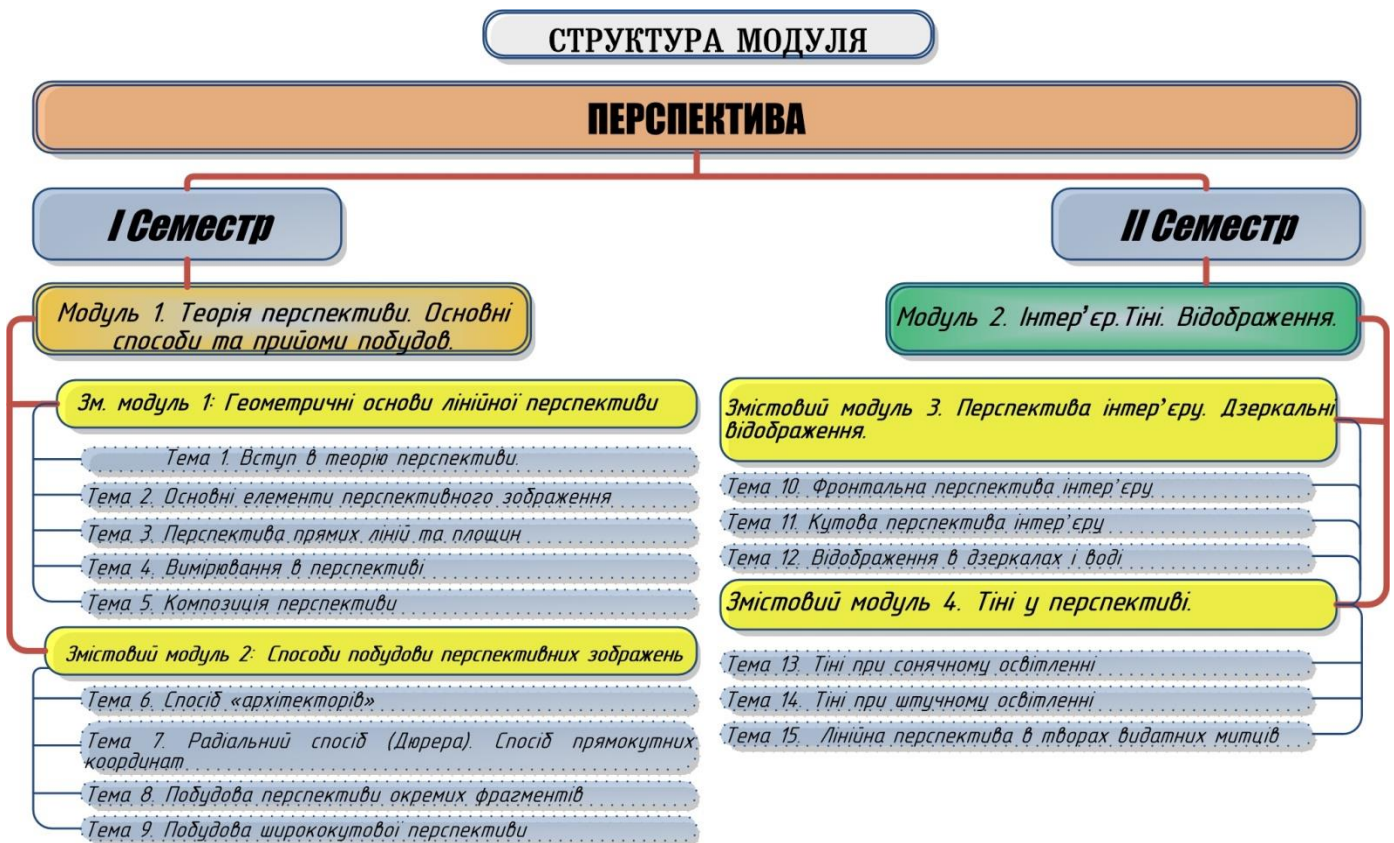 СТРУКТУРА МОДУЛЯ
ПЕРСПЕКТИВА
I Семестр
II Семестр
Модуль 1. Теорія перспективи. Основні
способи та прийоми побудов.
Зм. модуль 1: Геометричні основи лінійної перспективи
Тема 1. Вступ в теорію перспективи.
Тема 2. Основні елементи перспективного зображення
Тема 3. Перспектива прямих ліній та площин
Тема 4. Вимірювання в перспективі
Тема 5. Композиція перспективи
Змістовий модуль 2: Способи побудови перспективних зображень
Тема 6. Спосіб «архітекторів»
Тема 7. Радіальний спосіб (Дюрера). Спосіб прямокутних
координат
Тема 8. Побудова перспективи окремих фрагментів
Тема 9. Побудова ширококутової перспективи
Модуль 2. Інтер’єр.Тіні. Відображення.
Змістовий модуль 3. Перспектива інтер’єру. Дзеркальні
відображення.
Тема 10. Фронтальна перспектива інтер’єру
Тема 11. Кутова перспектива інтер’єру
Тема 12. Відображення в дзеркалах і воді
Змістовий модуль 4. Тіні у перспективі.
Тема 13. Тіні при сонячному освітленні
Тема 14. Тіні при штучному освітленні
Тема 15. Лінійна перспектива в творах видатних митців